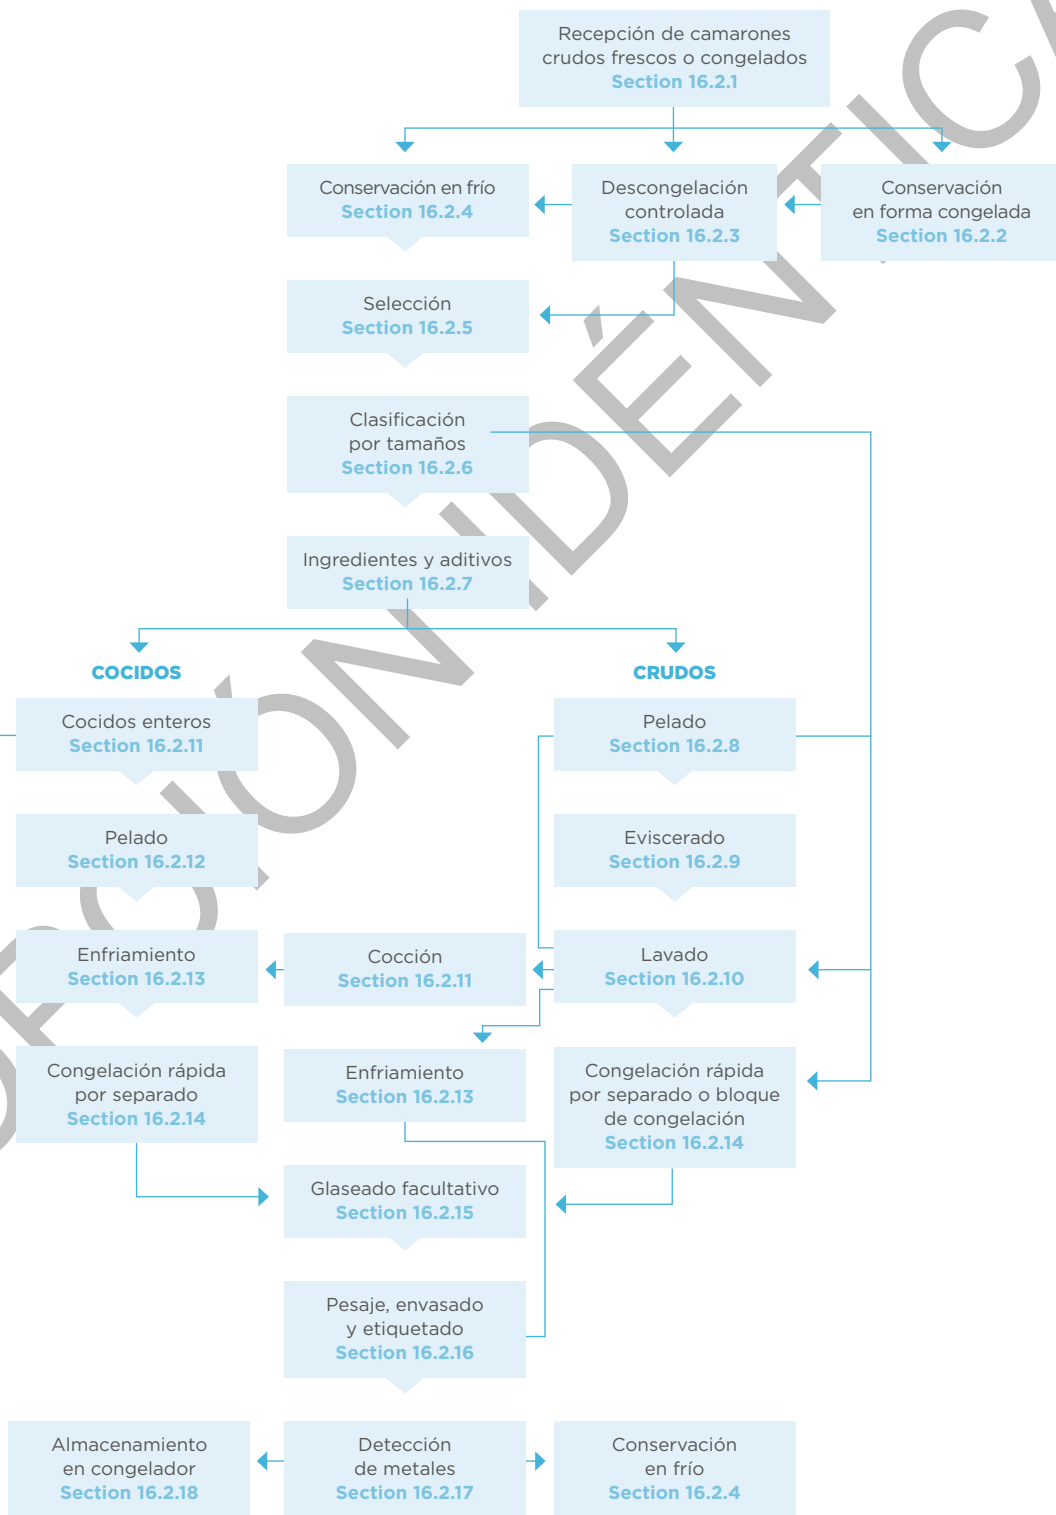 Recepción de camarones
crudos frescos o congelados
Section 16.2.1
Conservación en frío
Section 16.2.4
Descongelación
controlada
Section 16.2.3
Conservación
en forma congelada
Section 16.2.2
Selección
Section 16.2.5
Clasificación
por tamaños
Section 16.2.6
Ingredientes y aditivos
Section 16.2.7
COCIDOS
CRUDOS
Cocidos enteros
Section 16.2.11
Pelado
Section 16.2.8
Pelado
Section 16.2.12
Eviscerado
Section 16.2.9
Enfriamiento
Section 16.2.13
Cocción
Section 16.2.11
Lavado
Section 16.2.10
Congelación rápida
por separado
Section 16.2.14
Enfriamiento
Section 16.2.13
Congelación rápida
por separado o bloque
de congelación
Section 16.2.14
Glaseado facultativo
Section 16.2.15
Pesaje, envasado
y etiquetado
Section 16.2.16
Almacenamiento
en congelador
Section 16.2.18
Detección
de metales
Section 16.2.17
Conservación
en frío
Section 16.2.4